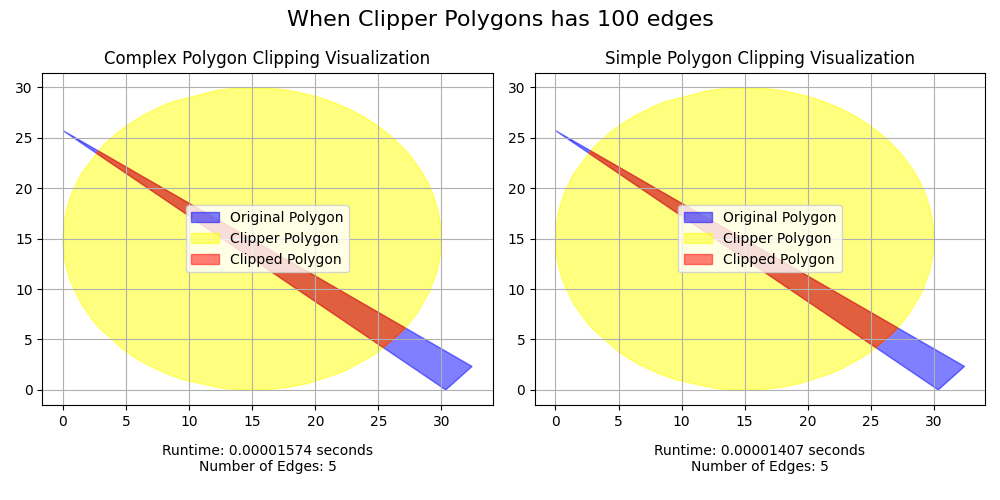 When Clipper Polygons has 100 edges
Complex Polygon Clipping Visualization
30
25
20
15
10
5
0
0 5 10 15 20 25 30
Original Polygon
Clipper Polygon
Clipped Polygon
Runtime: 0.00001574 seconds
Number of Edges: 5
Simple Polygon Clipping Visualization
30
25
20
15
10
5
0
0 5 10 15 20 25 30
Original Polygon
Clipper Polygon
Clipped Polygon
Runtime: 0.00001407 seconds
Number of Edges: 5